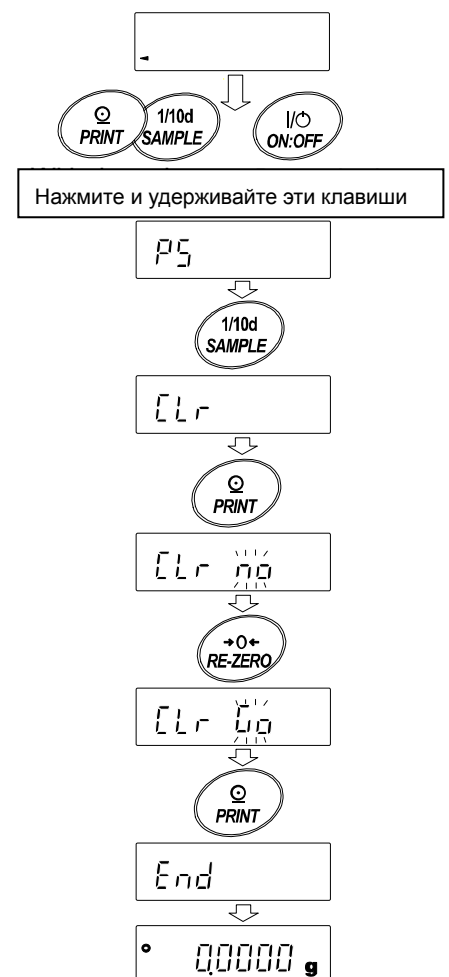 1/10d I/
PRINT SAMPLE ON:OFF
Нажмите и удерживайте эти клавиши
PS
1/10d
SAMPLE
CLr
PRINT
CLr no
→0←
RE-ZERO
CLr Go
PRINT
End
0.0000 g